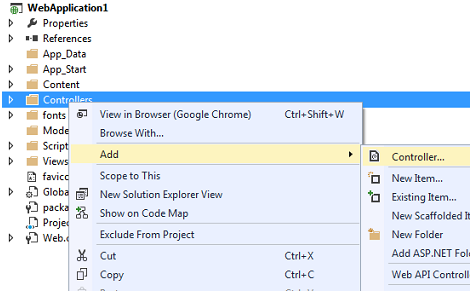 WebApplication1
Properties
References
App_Data
App_Start
Content
Controllers
fonts
Mode
Script
Views
favico
Global
packa
Projec
Web.c
View in Browser (Google Chrome) Ctrl+Shift+W
Browse With...
Add
Scope to This
New Solution Explorer View
Show on Code Map
Exclude From Project
Cut Ctrl+X
Copy Ctrl+C
Controller...
New Item...
Existing Item...
New Scaffolded It
New Folder
Add ASP.NET Fol
Web API Control